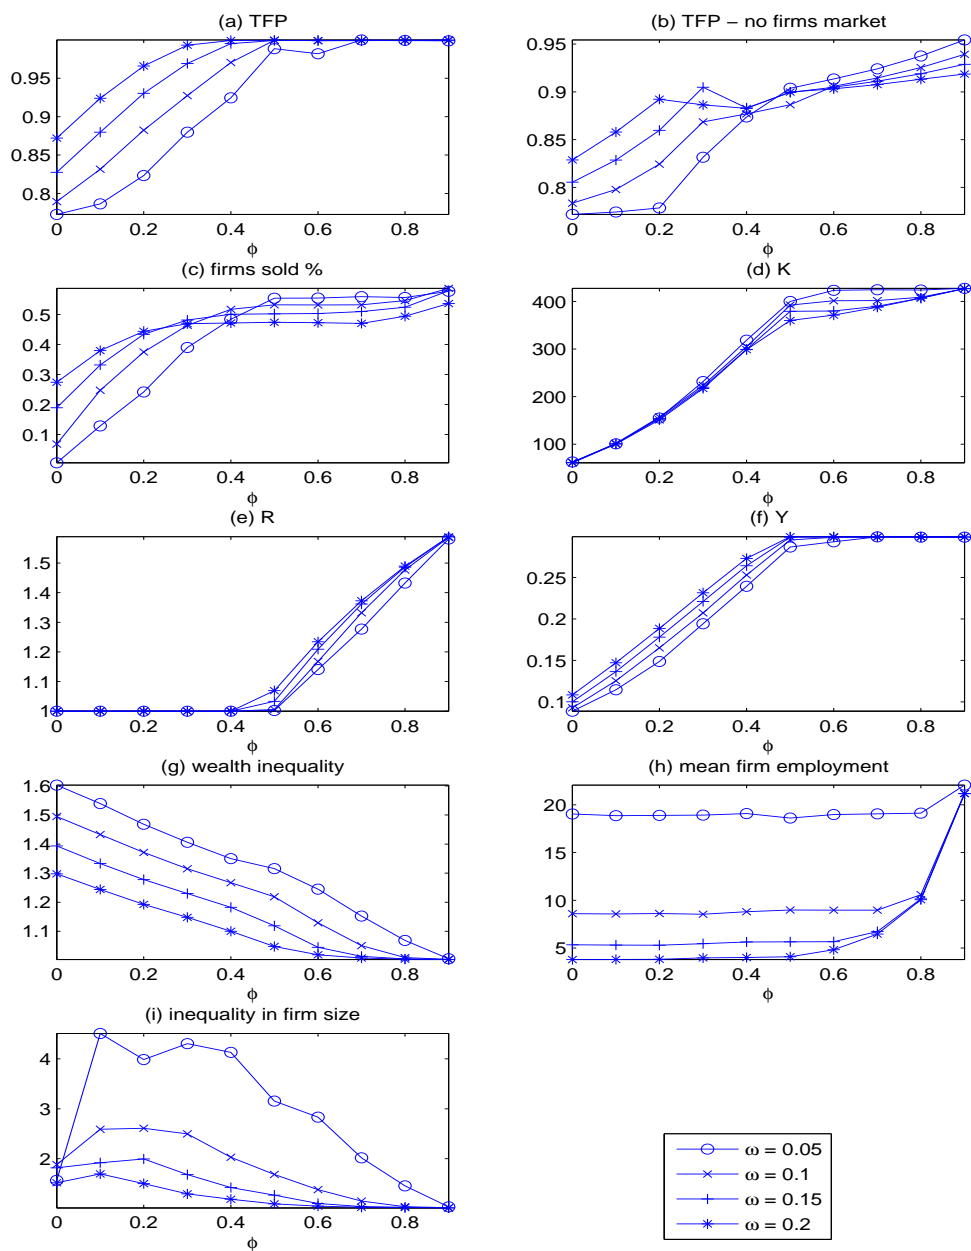 (a) TFP
0.95
0.9
0.85
0.8
0 0.2 0.4 0.6 0.8
ϕ
(b) TFP − no firms market
0.95
0.9
0.85
0.8
0 0.2 0.4 0.6 0.8
ϕ
(c) firms sold %
0.5
0.4
0.3
0.2
0.1
0 0.2 0.4 0.6 0.8
ϕ
(d) K
400
300
200
100
0 0.2 0.4 0.6 0.8
ϕ
(e) R
1.5
1.4
1.3
1.2
1.1
1
0 0.2 0.4 0.6 0.8
ϕ
(f) Y
0.25
0.2
0.15
0.1
0 0.2 0.4 0.6 0.8
ϕ
(g) wealth inequality
1.6
1.5
1.4
1.3
1.2
1.1
0 0.2 0.4 0.6 0.8
ϕ
(h) mean firm employment
20
15
10
5
0 0.2 0.4 0.6 0.8
ϕ
(i) inequality in firm size
4
3
2
0 0.2 0.4 0.6 0.8
ϕ
ω = 0.05
ω = 0.1
ω = 0.15
ω = 0.2